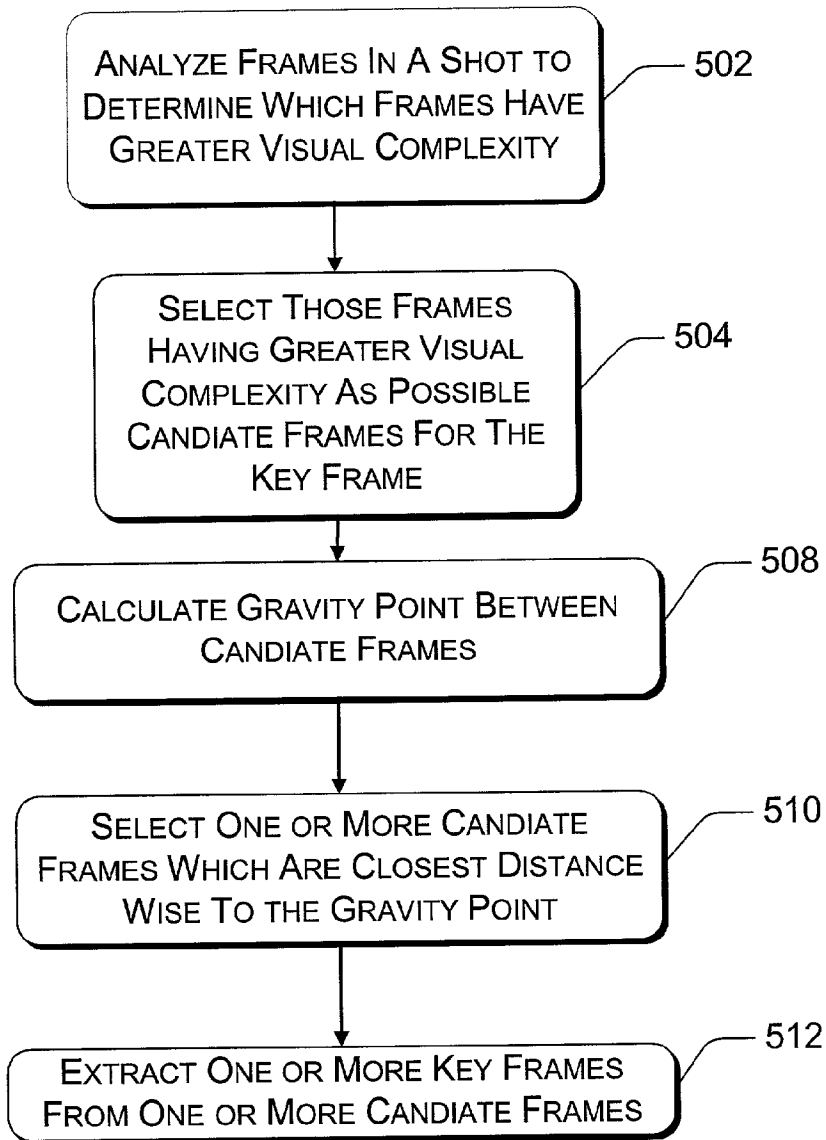 ANALYZE FRAMES IN A SHOT TO
DETERMINE WHICH FRAMES HAVE
GREATER VISUAL COMPLEXITY
502
SELECT THOSE FRAMES
HAVING GREATER VISUAL
COMPLEXITY AS POSSIBLE
CANDIATE FRAMES FOR THE
KEY FRAME
504
CALCULATE GRAVITY POINT BETWEEN
CANDIATE FRAMES
508
SELECT ONE OR MORE CANDIATE
FRAMES WHICH ARE CLOSEST DISTANCE
WISE TO THE GRAVITY POINT
510
EXTRACT ONE OR MORE KEY FRAMES
FROM ONE OR MORE CANDIATE FRAMES
512